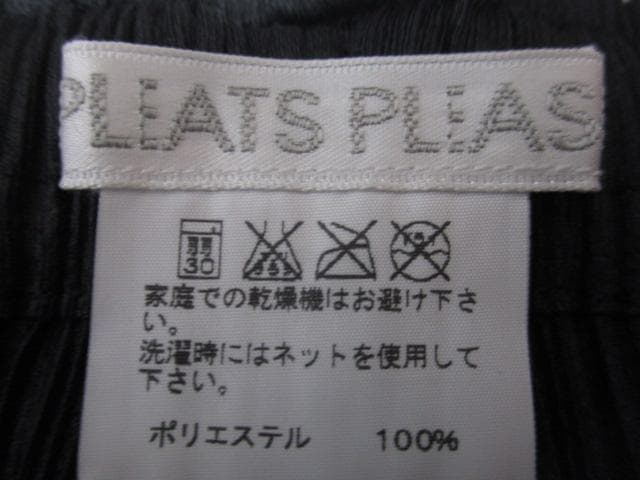 PLEATS PLEAS
弱
30
家庭での乾燥機はお避け下さ
い。
洗濯時にはネットを使用して
下さい。
ポリエステル 100%